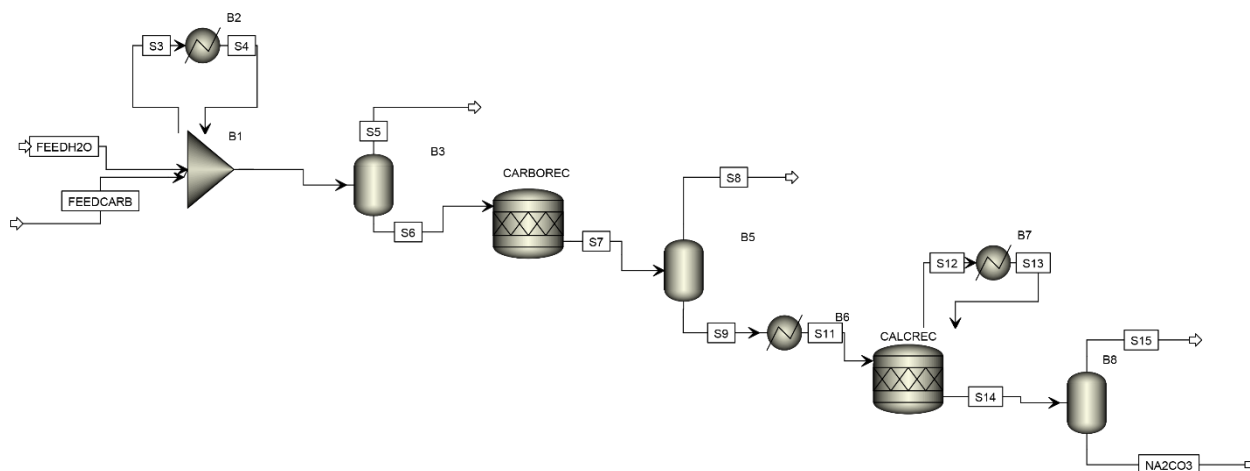 B2
S3
S4
B1
FEEDH2O
FEEDCARB
S5
B3
S6
CARBOREC
S7
S8
B5
S9
B6
S11
S12
B7
S13
CALCREC
S14
S15
B8
NA2CO3